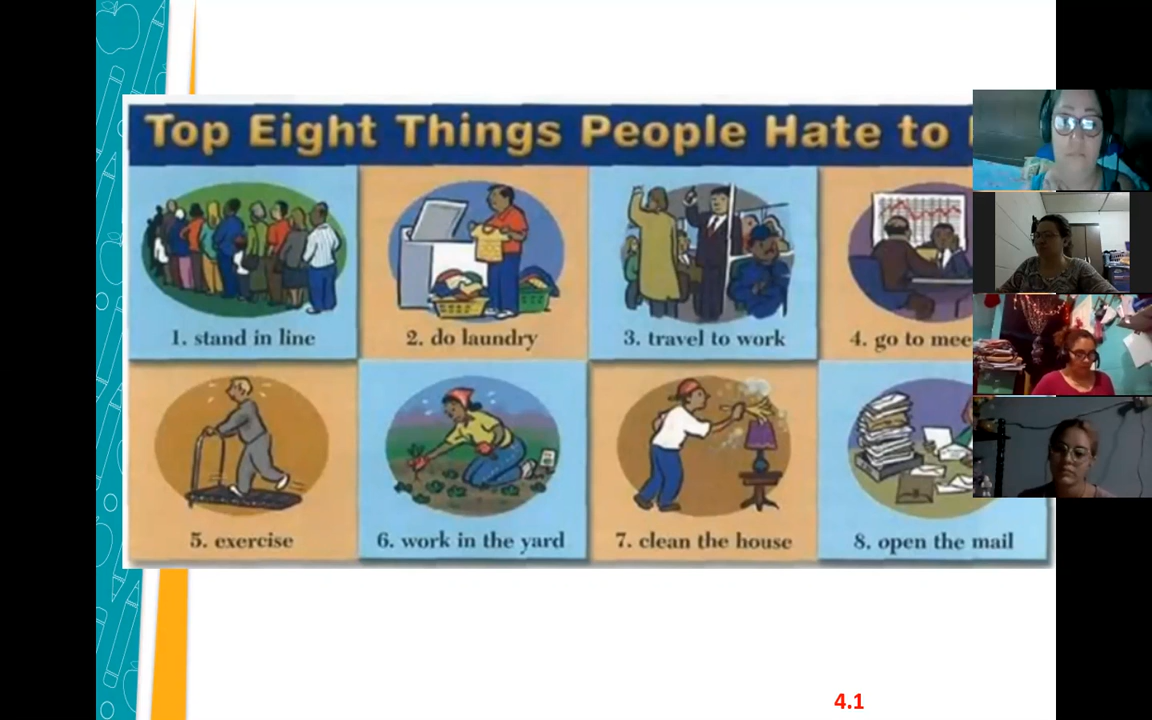 Top Eight Things People Hate to
1. stand in line
2. do laundry
3. travel to work
4. go to mee
5. exercise
6. work in the yard
7. clean the house
8. open the mail
4.1